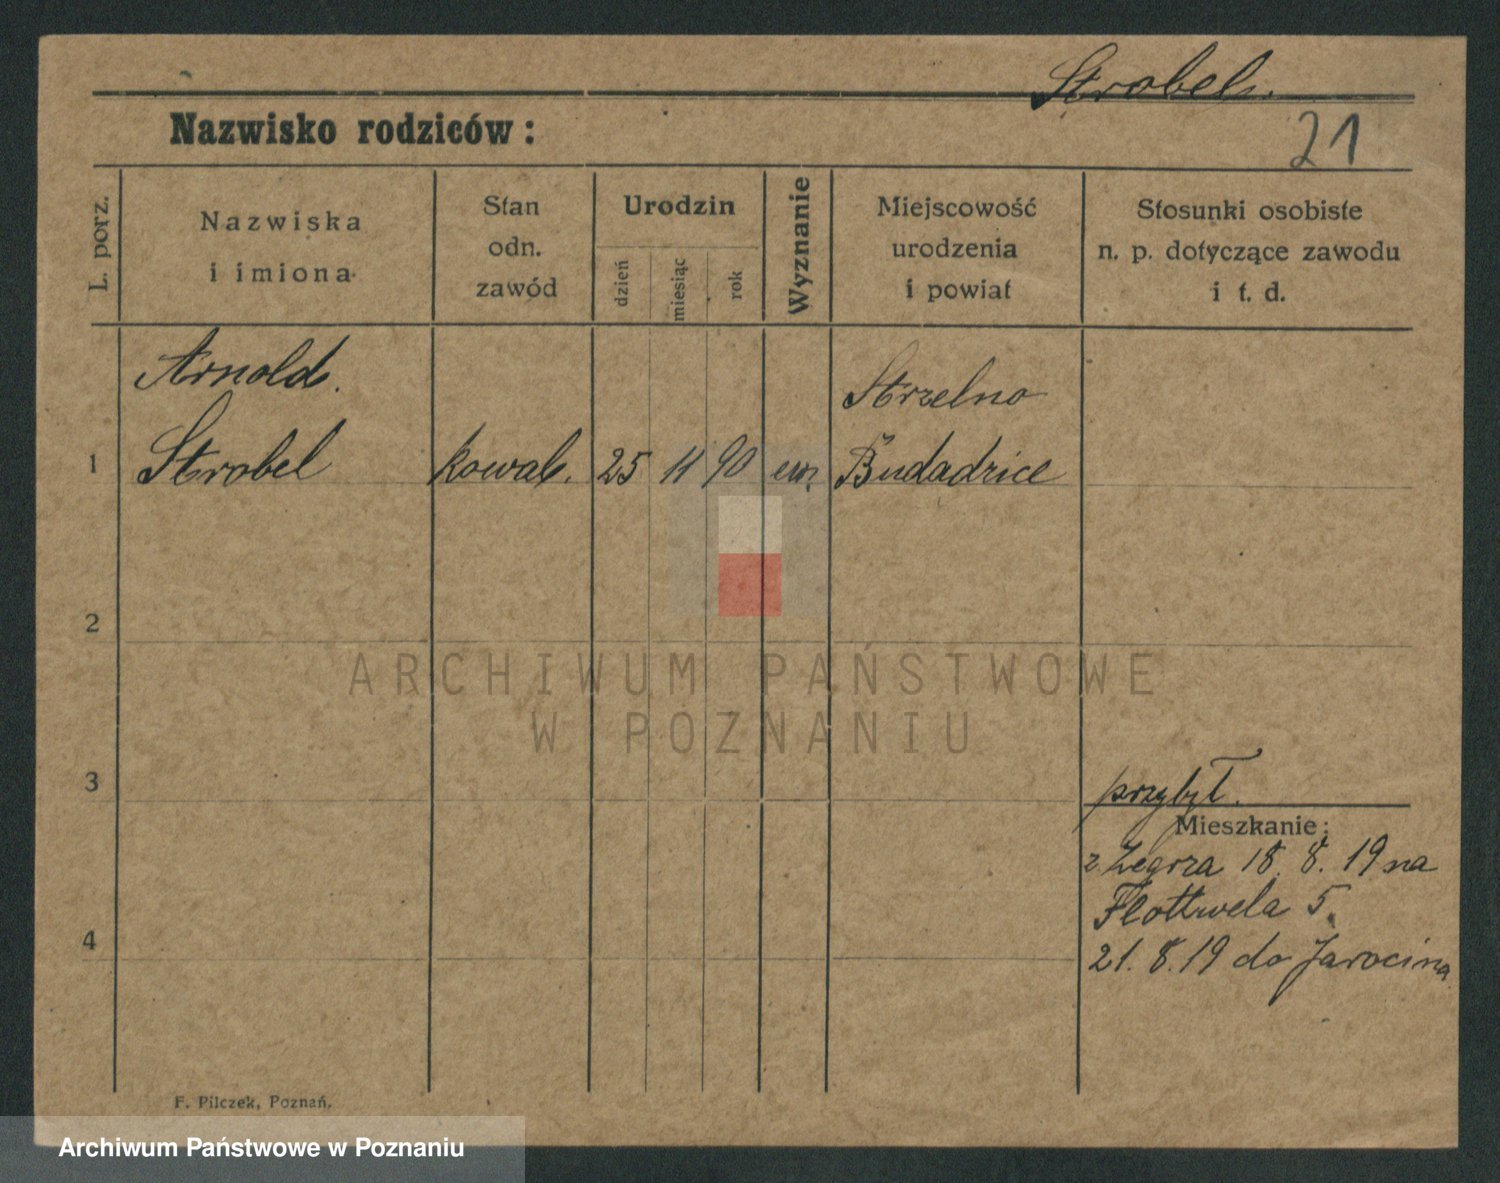 Strobel.
Nazwisko rodziców:
21
L. porz.
Nazwiska
i imiona
Stan
odn.
zawód
Urodzin
dzień
miesiąc
rok
Wyznanie
Miejscowość
urodzenia
i powiat
Stosunki osobiste
n. p. dotyczące zawodu
i t. d.
Arnold.
Strzelno
1
Strobel
kowal.
25
11
90
ew.
2
ARCHIWUM PAŃSTWOWE
W POZNANIU
3
przybył.
Mieszkanie:
z Zegrza 18. 8. 19 na
Flottwela 5.
4
21. 8. 19 do Jarocina
F. Pilczek, Poznań.
Archiwum Państwowe w Poznaniu